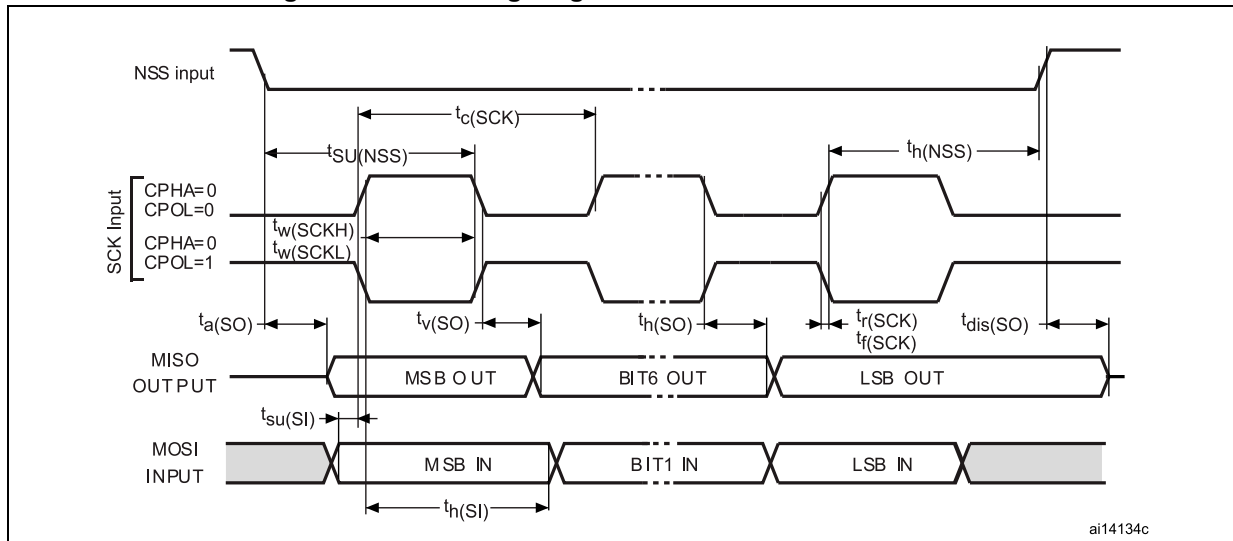 NSS input
tc(SCK)
tSU(NSS)
th(NSS)
SCK Input
CPHA=0
CPOL=0
tw(SCKH)
CPHA=0
tw(SCKL)
CPOL=1
ta(SO)
tv(SO)
th(SO)
tr(SCK)
tf(SCK)
tdis(SO)
MISO
OUTPUT
MSB OUT
BIT6 OUT
LSB OUT
tsu(SI)
MOSI
INPUT
MSB IN
BIT1 IN
LSB IN
th(SI)
ai14134c